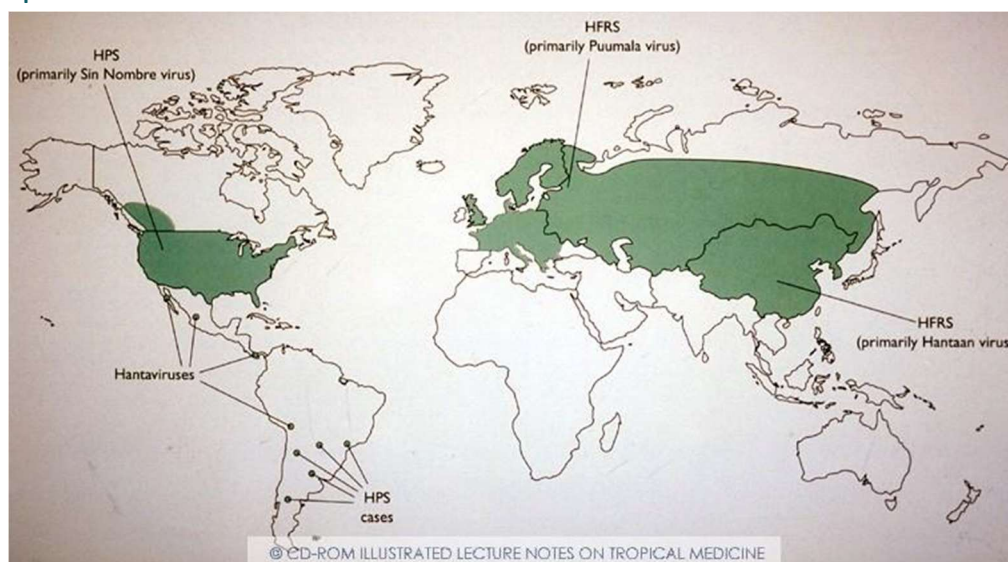 HFRS
(primarily Puumala virus)
HPS
(primarily Sin Nombre virus)
HFRS
(primarily Hantaan virus
Hantaviruses
HPS
cases
© CD-ROM ILLUSTRATED LECTURE NOTES ON TROPICAL MEDICINE